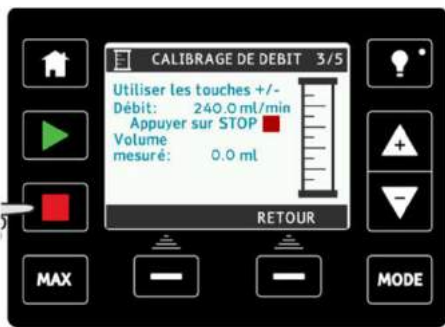 CALIBRAGE DE DEBIT 3/5
Utiliser les touches +/-
Débit: 240.0 ml/min
Appuyer sur STOP
Volume
mesuré: 0.0 ml
RETOUR
MAX
MODE